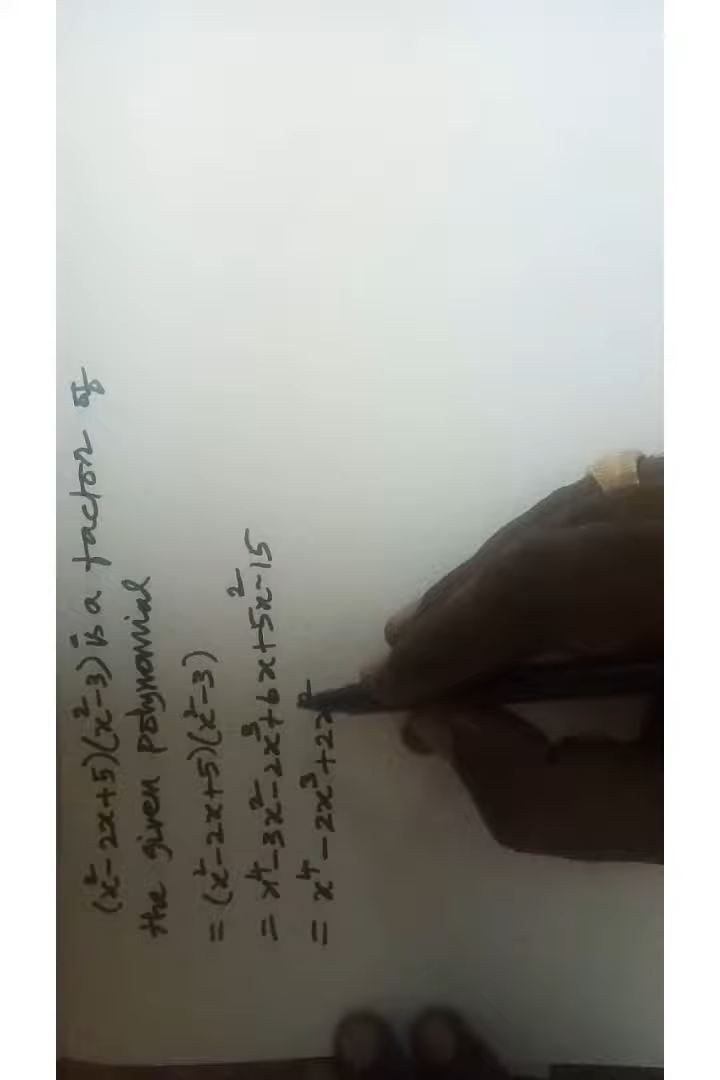 (x²-2x+5)(x²-3) is a factor of
the given polynomial
= (x²-2x+5)(x²-3)
= x⁴-3x²-2x³+6x+5x²-15
= x⁴-2x³+2x²